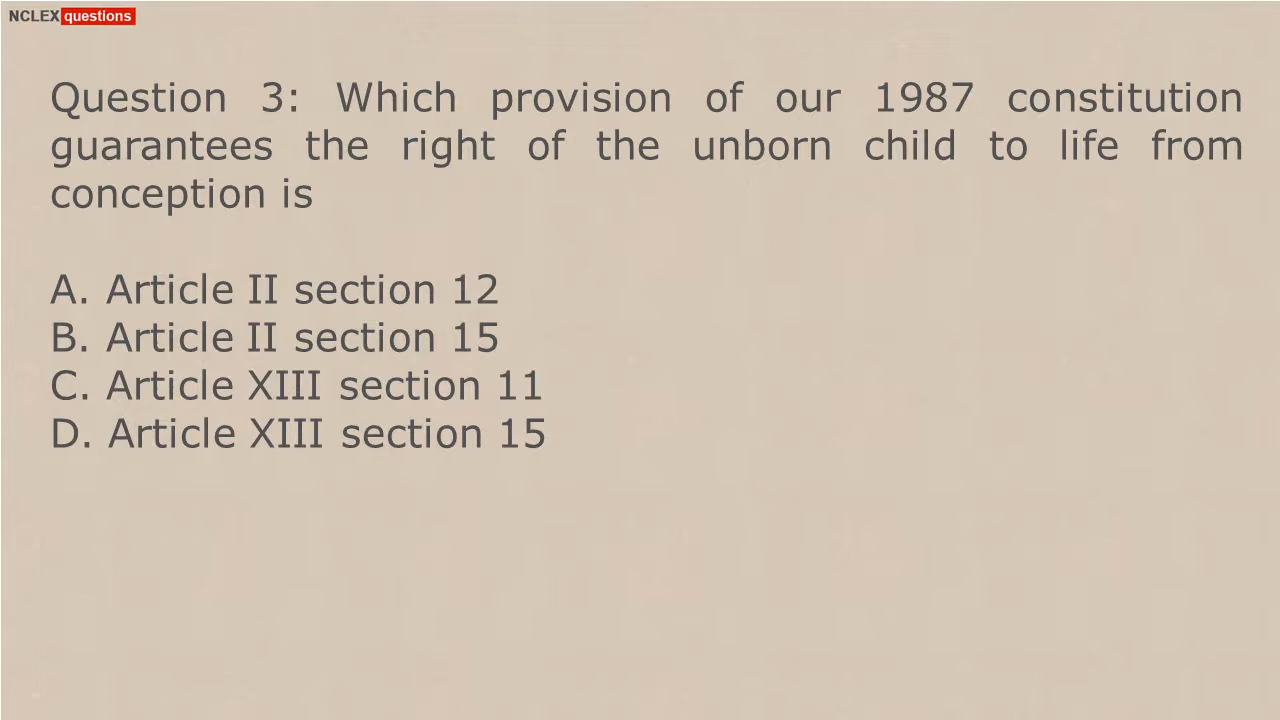 NCLEX questions
Question 3: Which provision of our 1987 constitution
guarantees the right of the unborn child to life from
conception is
A. Article II section 12
B. Article II section 15
C. Article XIII section 11
D. Article XIII section 15